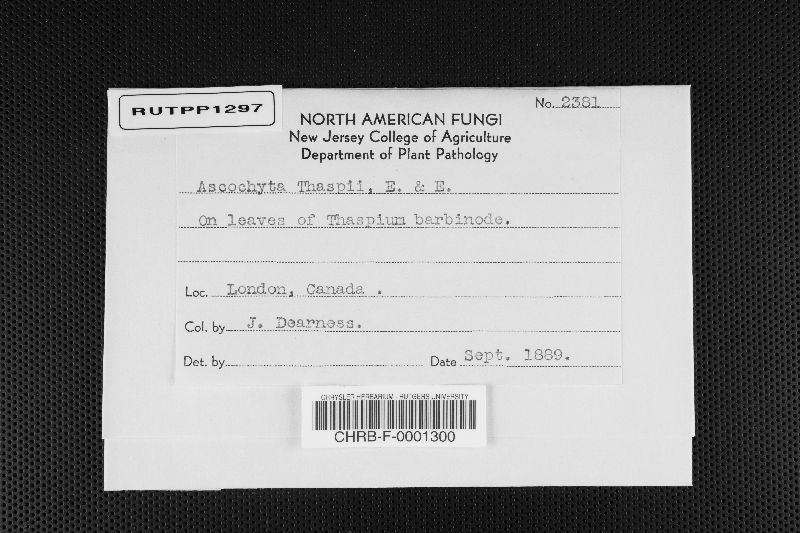 RUTPP1297
No. 2381
NORTH AMERICAN FUNGI
New Jersey College of Agriculture
Department of Plant Pathology
Ascochyta Thaspii, E. & E.
On leaves of Thaspium barbinode.
Loc. London, Canada .
Col. by J. Dearness.
Det. by Date Sept. 1889.
CHRYSLER HERBARIUM - RUTGERS UNIVERSITY
CHRB-F-0001300